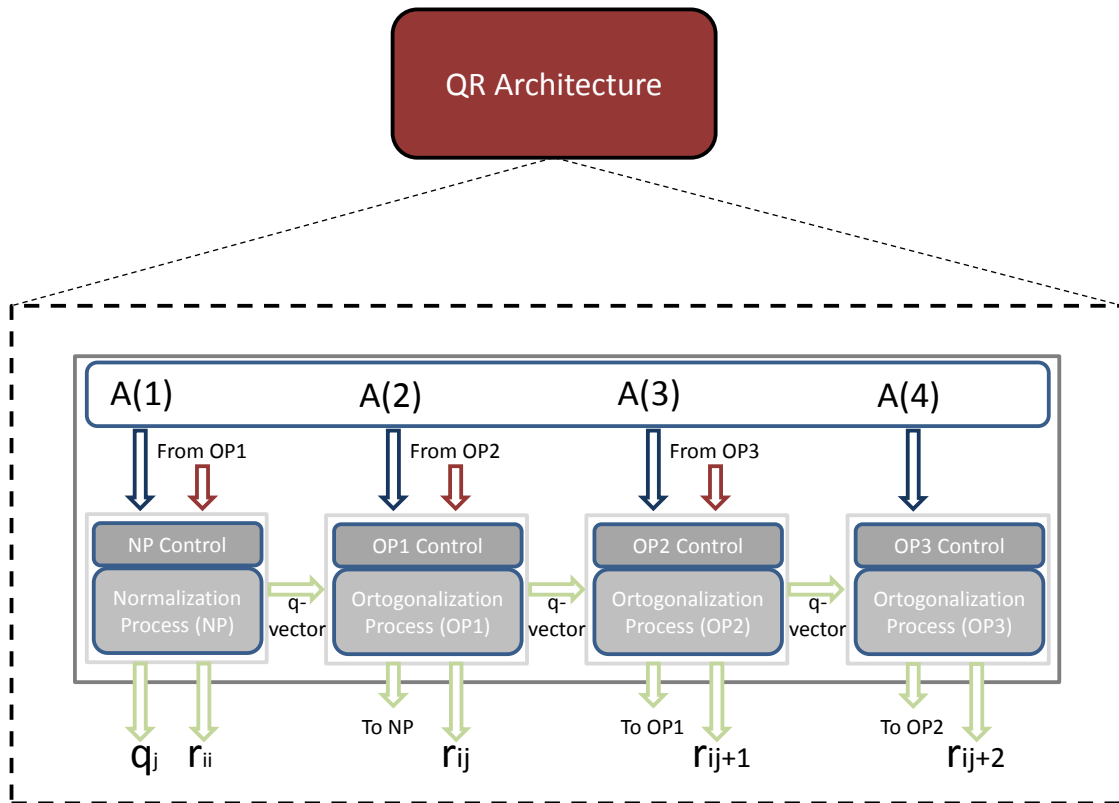 QR Architecture
A(1) A(2) A(3) A(4)
From OP1 From OP2 From OP3
NP Control OP1 Control OP2 Control OP3 Control
Normalization Process (NP)
q-
vector
Ortogonalization
Process (OP1)
q-
vector
Ortogonalization
Process (OP2)
q-
vector
Ortogonalization
Process (OP3)
To NP To OP1 To OP2
qj rii rij rij+1 rij+2